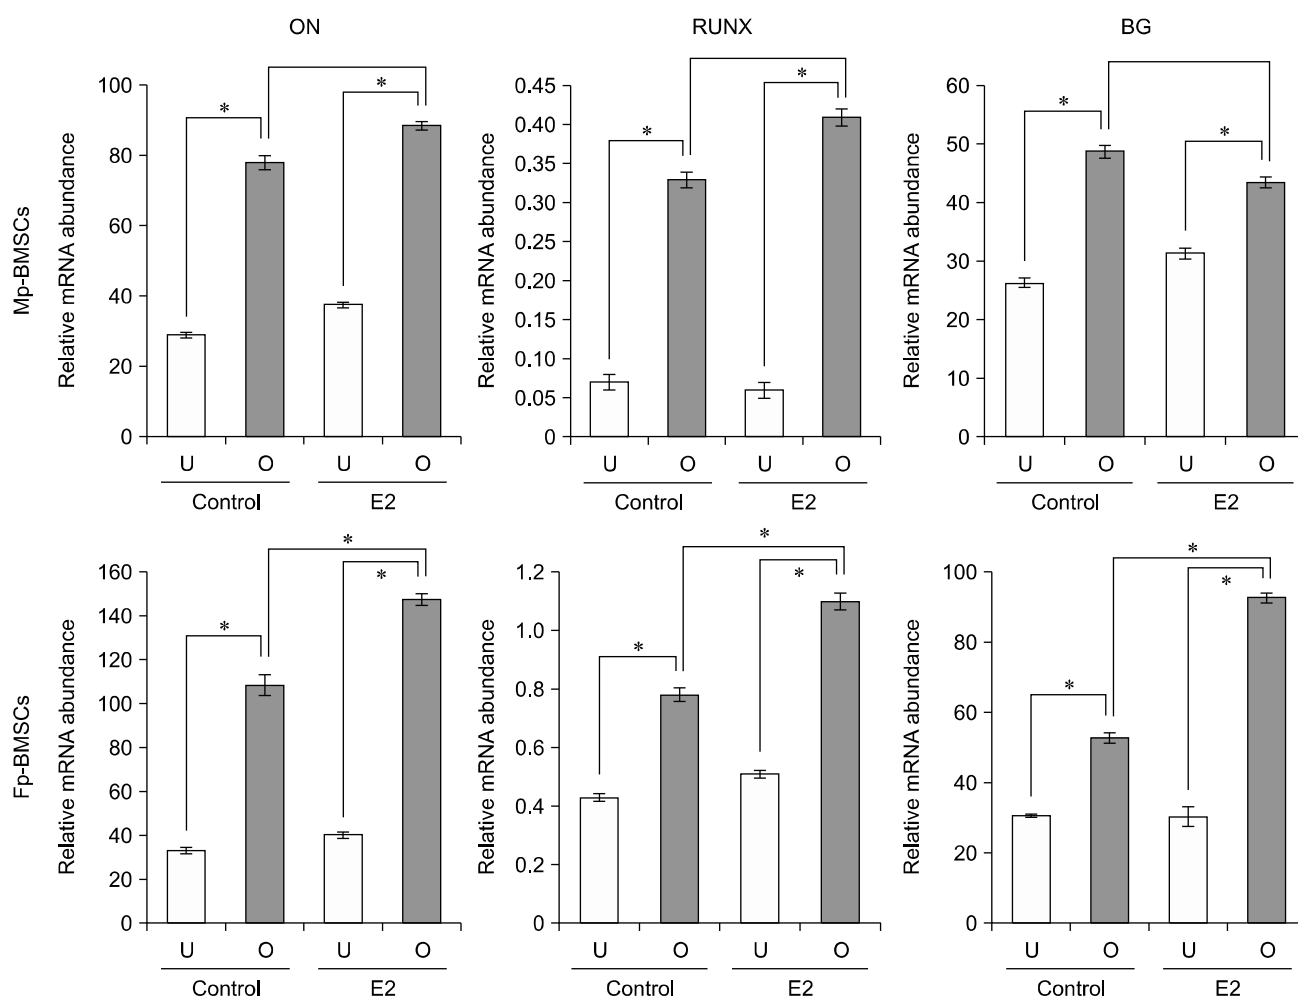 ON
RUNX
BG
Mp-BMSCs
Relative mRNA abundance
100
80
60
40
20
0
*
*
U
O
U
O
Control
E2
Relative mRNA abundance
0.45
0.40
0.35
0.30
0.25
0.20
0.15
0.10
0.05
0
*
*
U
O
U
O
Control
E2
Relative mRNA abundance
60
50
40
30
20
10
0
*
*
U
O
U
O
Control
E2
Fp-BMSCs
Relative mRNA abundance
160
140
120
100
80
60
40
20
0
*
*
*
U
O
U
O
Control
E2
Relative mRNA abundance
1.2
1.0
0.8
0.6
0.4
0.2
0
*
*
*
U
O
U
O
Control
E2
Relative mRNA abundance
100
80
60
40
20
0
*
*
*
U
O
U
O
Control
E2